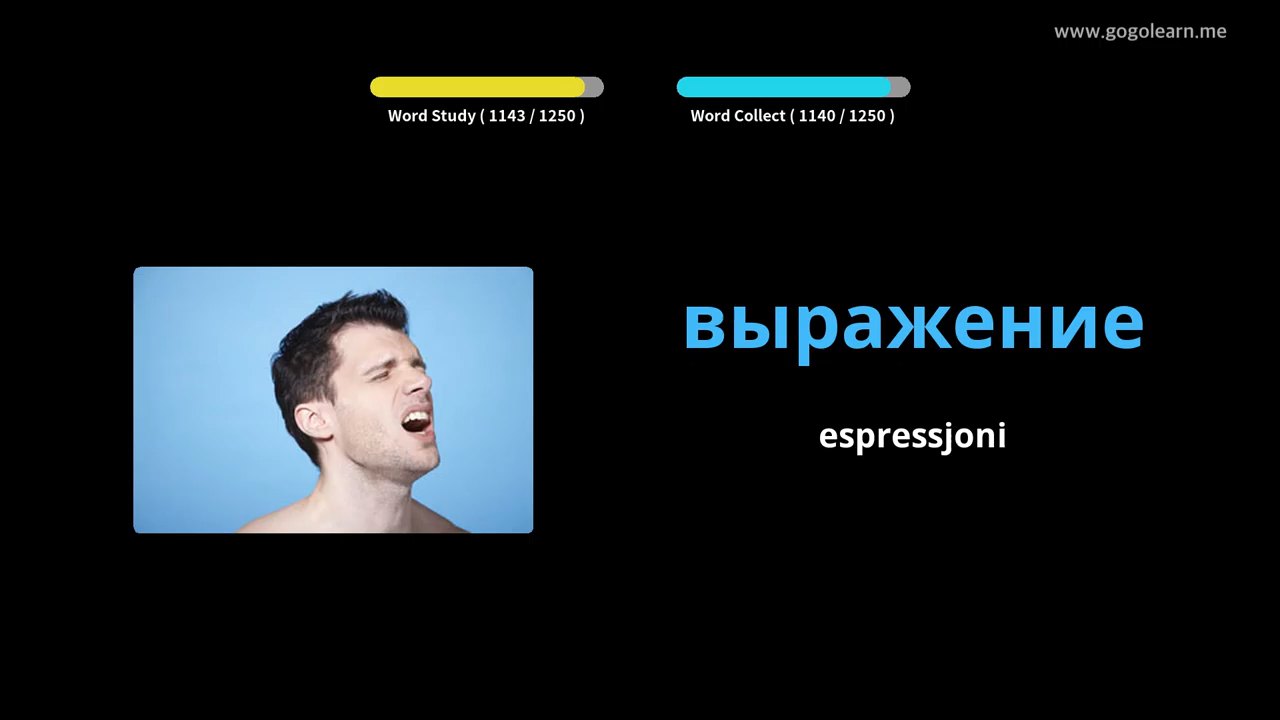 www.gogolearn.me
Word Study ( 1143 / 1250 )
Word Collect ( 1140 / 1250 )
выражение
espressjoni